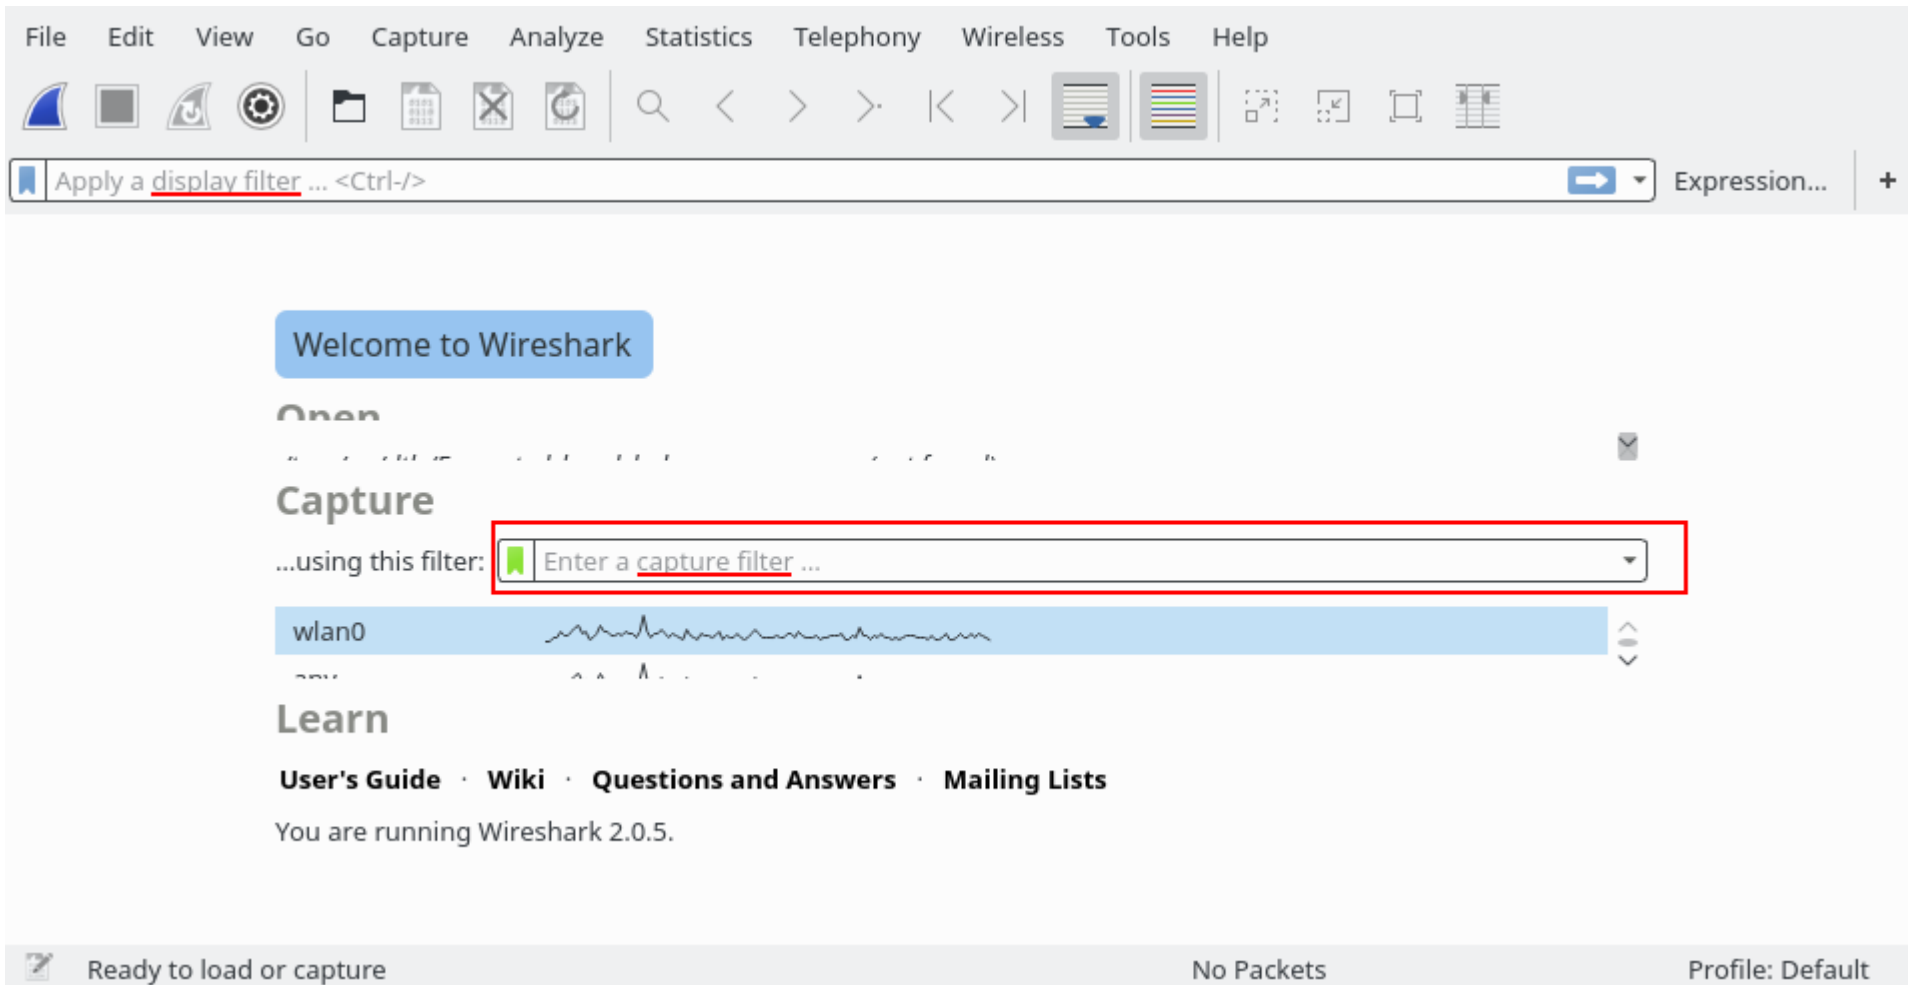 File Edit View Go Capture Analyze Statistics Telephony Wireless Tools Help
Apply a display filter ... <Ctrl-/> Expression... +
Welcome to Wireshark
Open
Capture
...using this filter: Enter a capture filter ...
wlan0
any
Learn
User's Guide · Wiki · Questions and Answers · Mailing Lists
You are running Wireshark 2.0.5.
Ready to load or capture No Packets Profile: Default